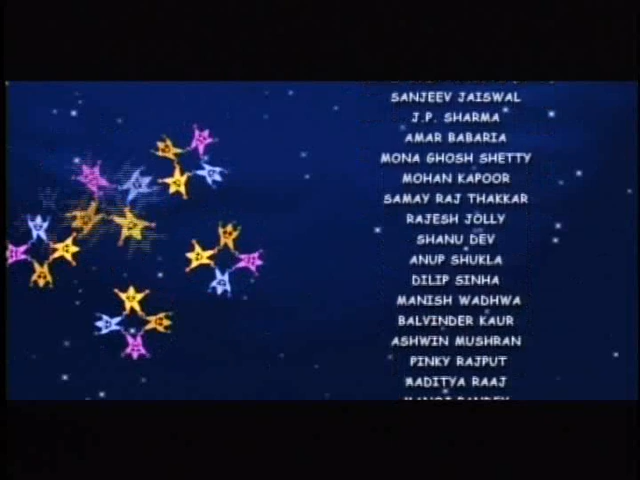 SANJEEV JAISWAL
J.P. SHARMA
AMAR BABARIA
MONA GHOSH SHETTY
MOHAN KAPOOR
SAMAY RAJ THAKKAR
RAJESH JOLLY
SHANU DEV
ANUP SHUKLA
DILIP SINHA
MANISH WADHWA
BALVINDER KAUR
ASHWIN MUSHRAN
PINKY RAJPUT
AADITYA RAAJ